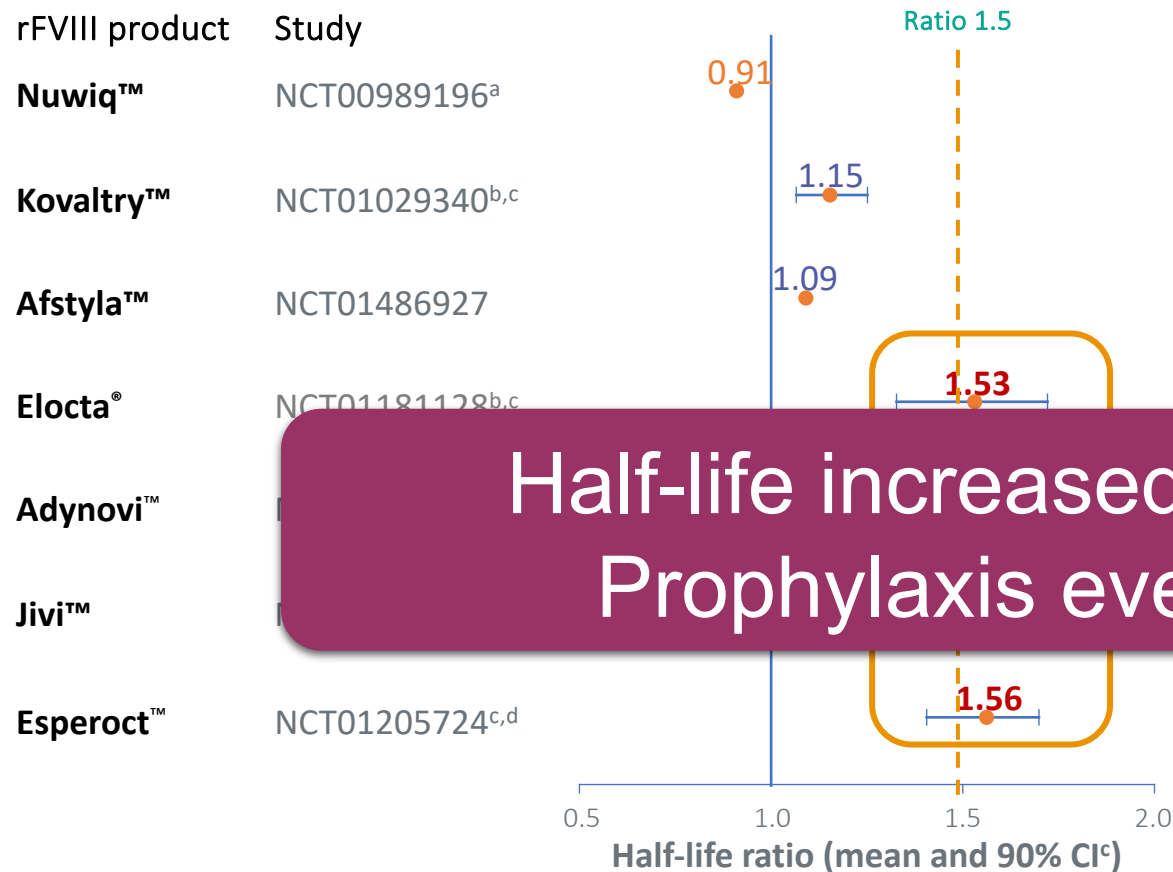 rFVIII product Study Ratio 1.5
Nuwiq™ NCT00989196ᵃ 0.91
Kovaltry™ NCT01029340ᵇ,ᶜ 1.15
Afstyla™ NCT01486927 1.09
Elocta® NCT01181128ᵇ,ᶜ 1.53
Half-life increased
Adynovi™
Prophylaxis eve
Jivi™
Esperoct™ NCT01205724ᶜ,ᵈ 1.56
0.5 1.0 1.5 2.0
Half-life ratio (mean and 90% CIᶜ)